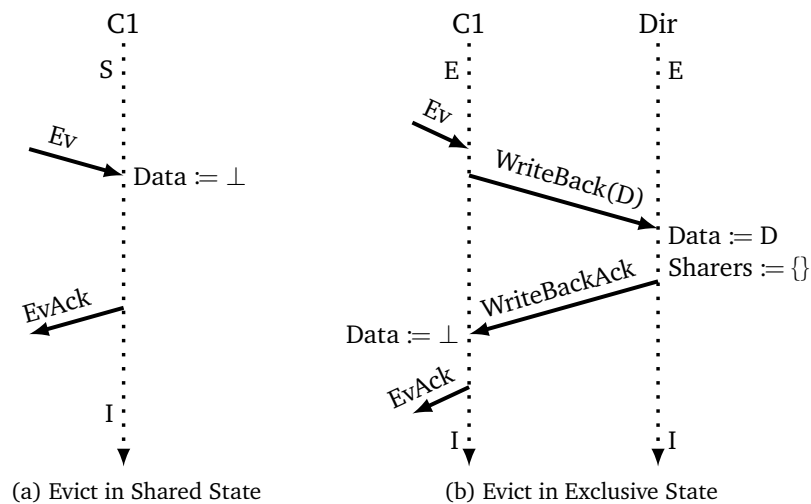 C1
S
Ev
Data := ⊥
EvAck
I
(a) Evict in Shared State
C1
Dir
E
E
Ev
WriteBack(D)
Data := D
Sharers := {}
WriteBackAck
Data := ⊥
EvAck
I
I
(b) Evict in Exclusive State